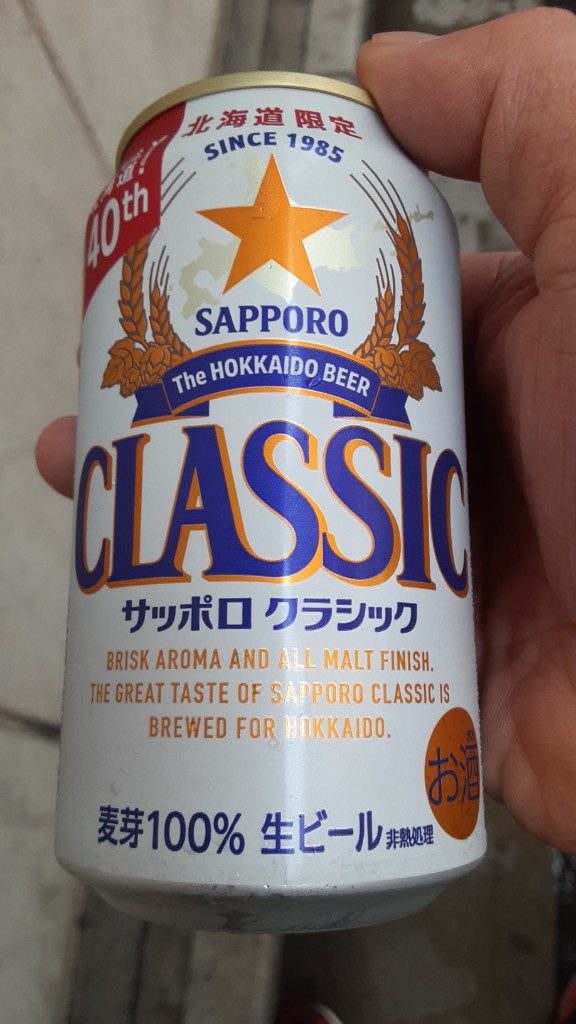 北海道限定
SINCE 1985
道!
40th
SAPPORO
The HOKKAIDO BEER
CLASSIC
サッポロ クラシック
BRISK AROMA AND ALL MALT FINISH.
THE GREAT TASTE OF SAPPORO CLASSIC IS
BREWED FOR HOKKAIDO.
お酒
麦芽100% 生ビール 非熱処理